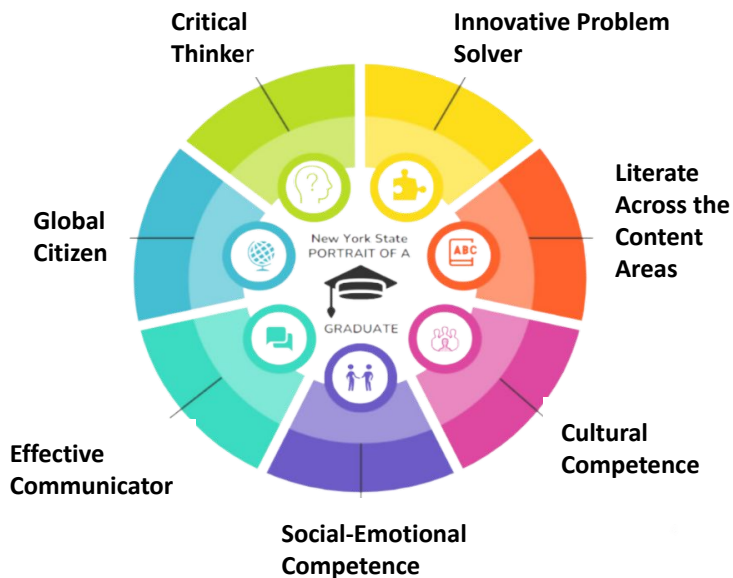 Critical
Thinker
Innovative Problem
Solver
Literate
Across the
Content
Areas
Cultural
Competence
Social-Emotional
Competence
Effective
Communicator
Global
Citizen
New York State
PORTRAIT OF A
GRADUATE
?
ABC